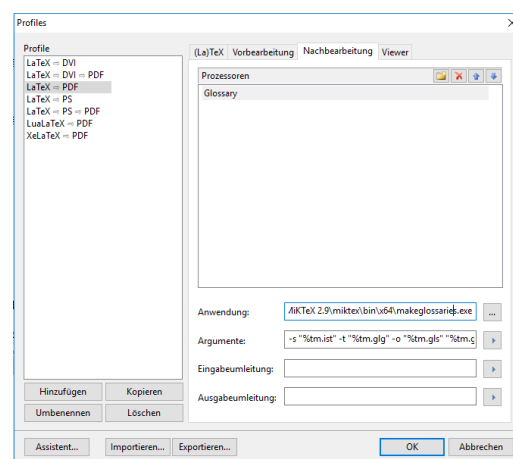 Profiles
Profile
LaTeX ⇨ DVI
LaTeX ⇨ DVI ⇨ PDF
LaTeX ⇨ PDF
LaTeX ⇨ PS
LaTeX ⇨ PS ⇨ PDF
LuaLaTeX ⇨ PDF
XeLaTeX ⇨ PDF
(La)TeX Vorbearbeitung Nachbearbeitung Viewer
Prozessoren
Glossary
Anwendung: MiKTeX 2.9\miktex\bin\x64\makeglossaries.exe ...
Argumente: -s "%tm.ist" -t "%tm.glg" -o "%tm.gls" "%tm.g
Eingabeumleitung:
Ausgabeumleitung:
Hinzufügen Kopieren
Umbenennen Löschen
Assistent... Importieren... Exportieren... OK Abbrechen